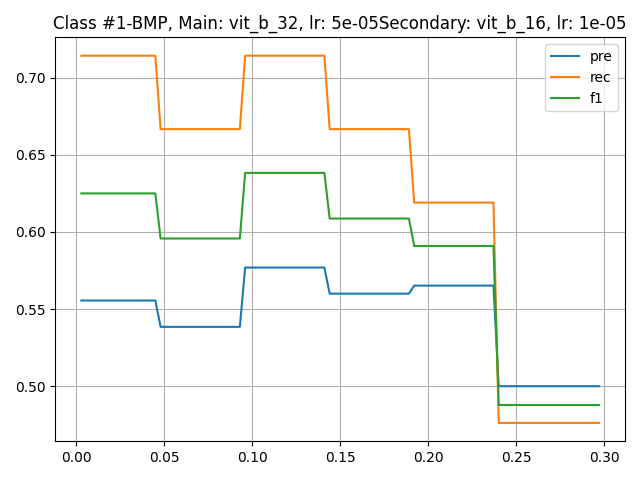 Class #1-BMP, Main: vit_b_32, lr: 5e-05Secondary: vit_b_16, lr: 1e-05
pre
rec
f1
0.70
0.65
0.60
0.55
0.50
0.00 0.05 0.10 0.15 0.20 0.25 0.30